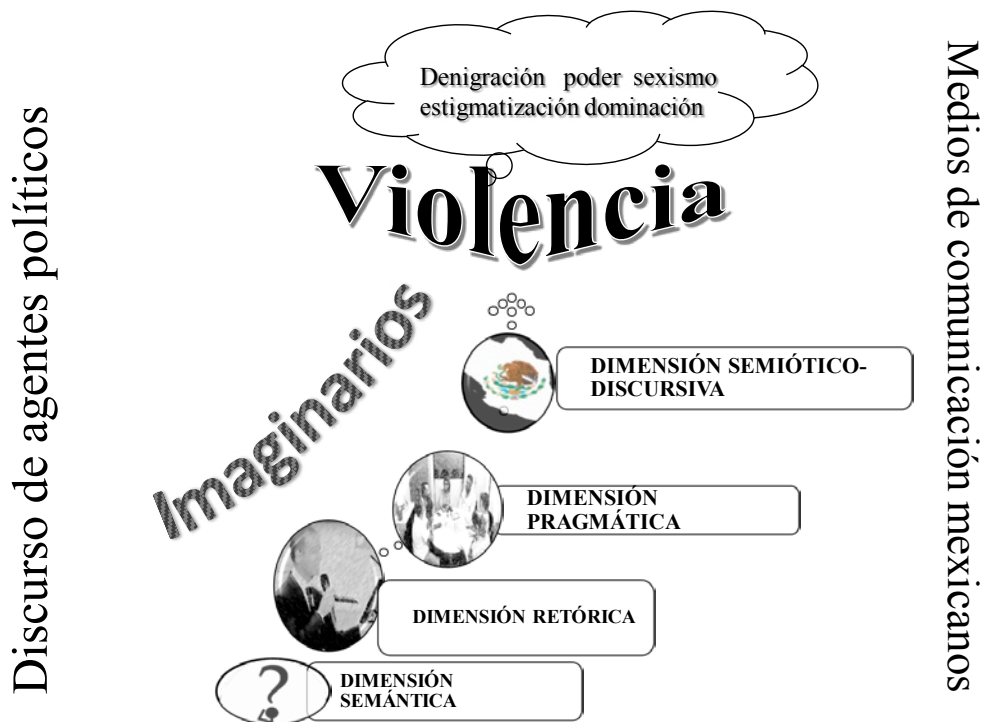 Discurso de agentes políticos
Denigración poder sexismo
estigmatización dominación
Violencia
Imaginarios
DIMENSIÓN SEMIÓTICO-
DISCURSIVA
DIMENSIÓN
PRAGMÁTICA
DIMENSIÓN RETÓRICA
?
DIMENSIÓN
SEMÁNTICA
Medios de comunicación mexicanos